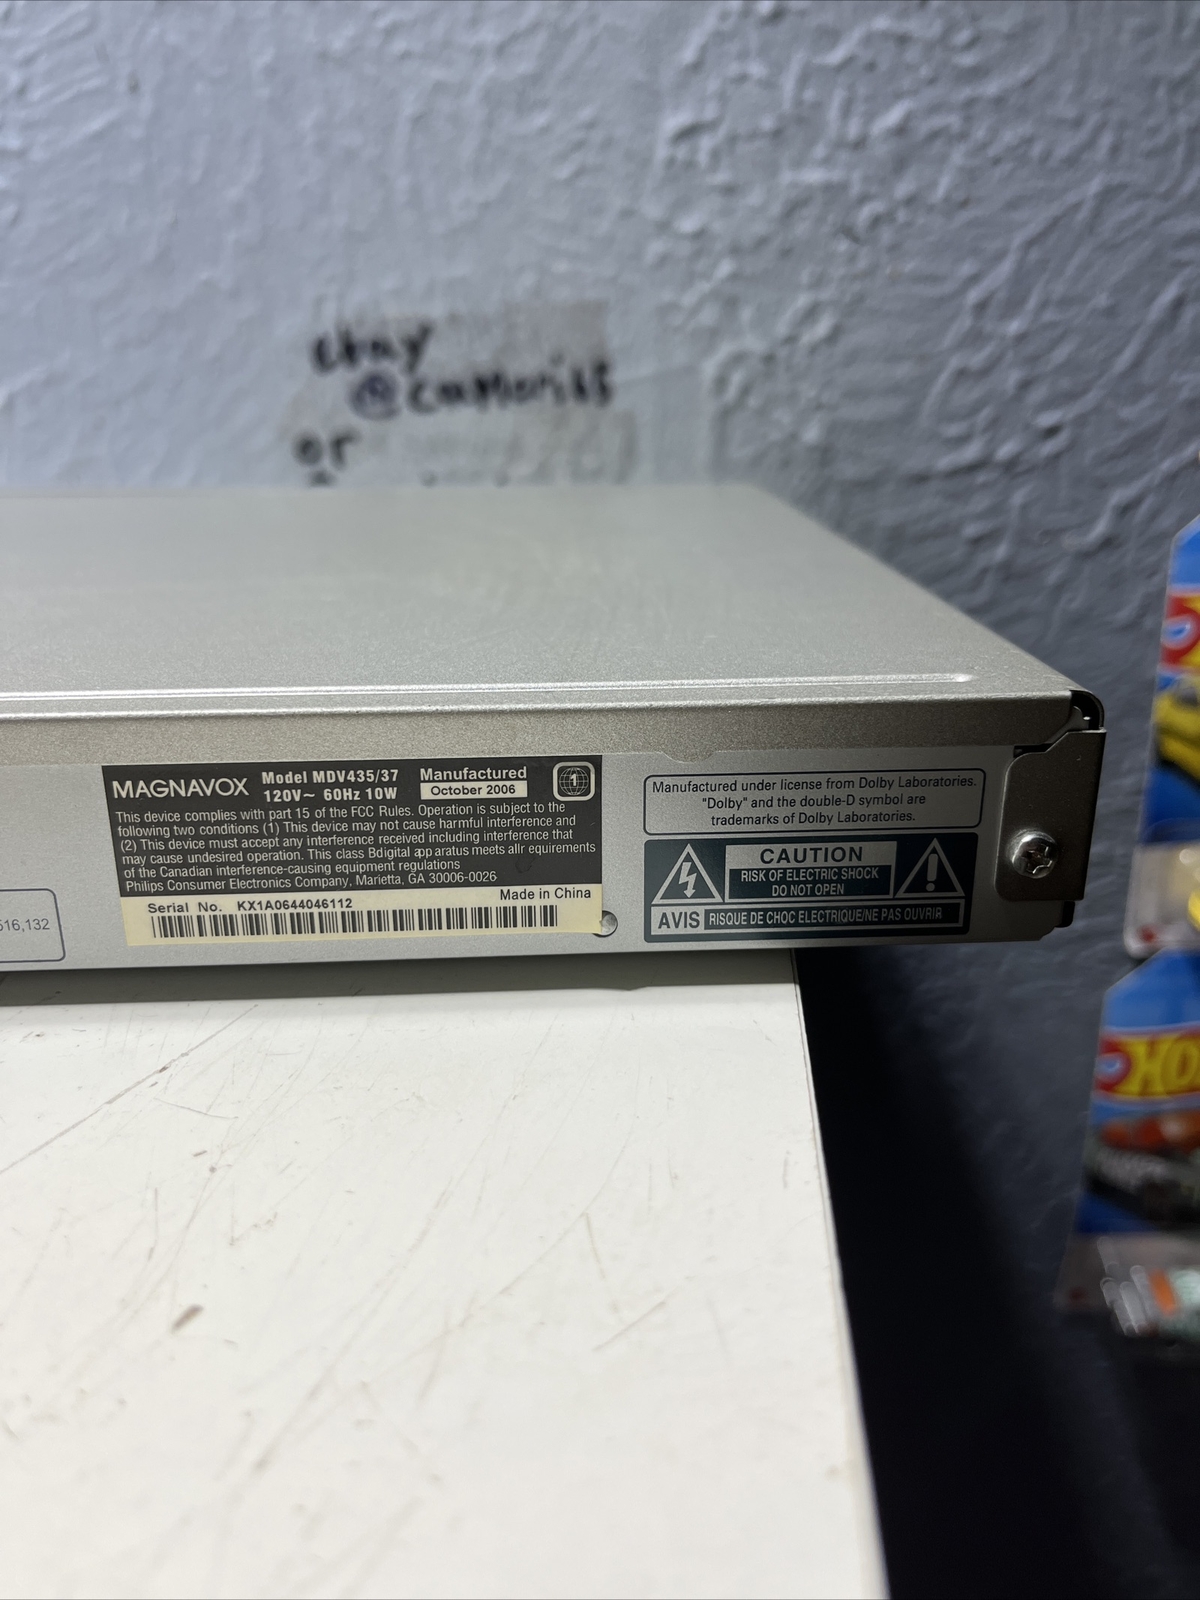 ebay
or
MAGNAVOX
Model MDV435/37
120V~ 60Hz 10W
Manufactured
October 2006
1
This device complies with part 15 of the FCC Rules. Operation is subject to the
following two conditions (1) This device may not cause harmful interference and
(2) This device must accept any interference received including interference that
may cause undesired operation. This class Bdigital app aratus meets allr equirements
of the Canadian interference-causing equipment regulations
Philips Consumer Electronics Company, Marietta, GA 30006-0026
Made in China
Serial No. KX1A0644046112
516,132
Manufactured under license from Dolby Laboratories.
"Dolby" and the double-D symbol are
trademarks of Dolby Laboratories.
CAUTION
RISK OF ELECTRIC SHOCK
DO NOT OPEN
AVIS RISQUE DE CHOC ELECTRIQUE/NE PAS OUVRIR
HO